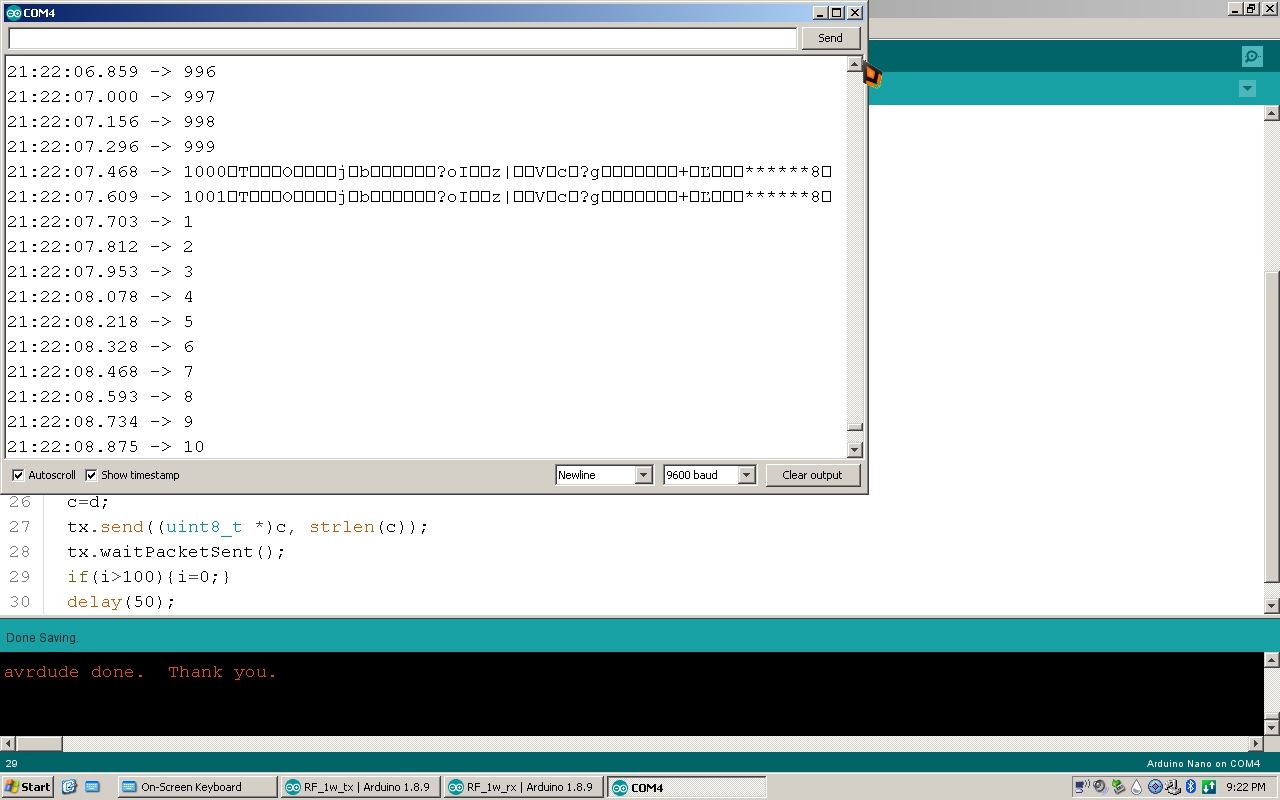 COM4
Send
21:22:06.859 -> 996
21:22:07.000 -> 997
21:22:07.156 -> 998
21:22:07.296 -> 999
21:22:07.468 -> 1000□T□□□O□□□□j□b□□□□□□?oI□□z|□□V□c□?g□□□□□□□+□Ľ□□□******8□
21:22:07.609 -> 1001□T□□□O□□□□j□b□□□□□□?oI□□z|□□V□c□?g□□□□□□□+□Ľ□□□******8□
21:22:07.703 -> 1
21:22:07.812 -> 2
21:22:07.953 -> 3
21:22:08.078 -> 4
21:22:08.218 -> 5
21:22:08.328 -> 6
21:22:08.468 -> 7
21:22:08.593 -> 8
21:22:08.734 -> 9
21:22:08.875 -> 10
Autoscroll Show timestamp Newline 9600 baud Clear output
26 c=d;
27 tx.send((uint8_t *)c, strlen(c));
28 tx.waitPacketSent();
29 if(i>100){i=0;}
30 delay(50);
Done Saving.
avrdude done.  Thank you.
29 Arduino Nano on COM4
Start On-Screen Keyboard RF_1w_tx | Arduino 1.8.9 RF_1w_rx | Arduino 1.8.9 COM4 9:22 PM